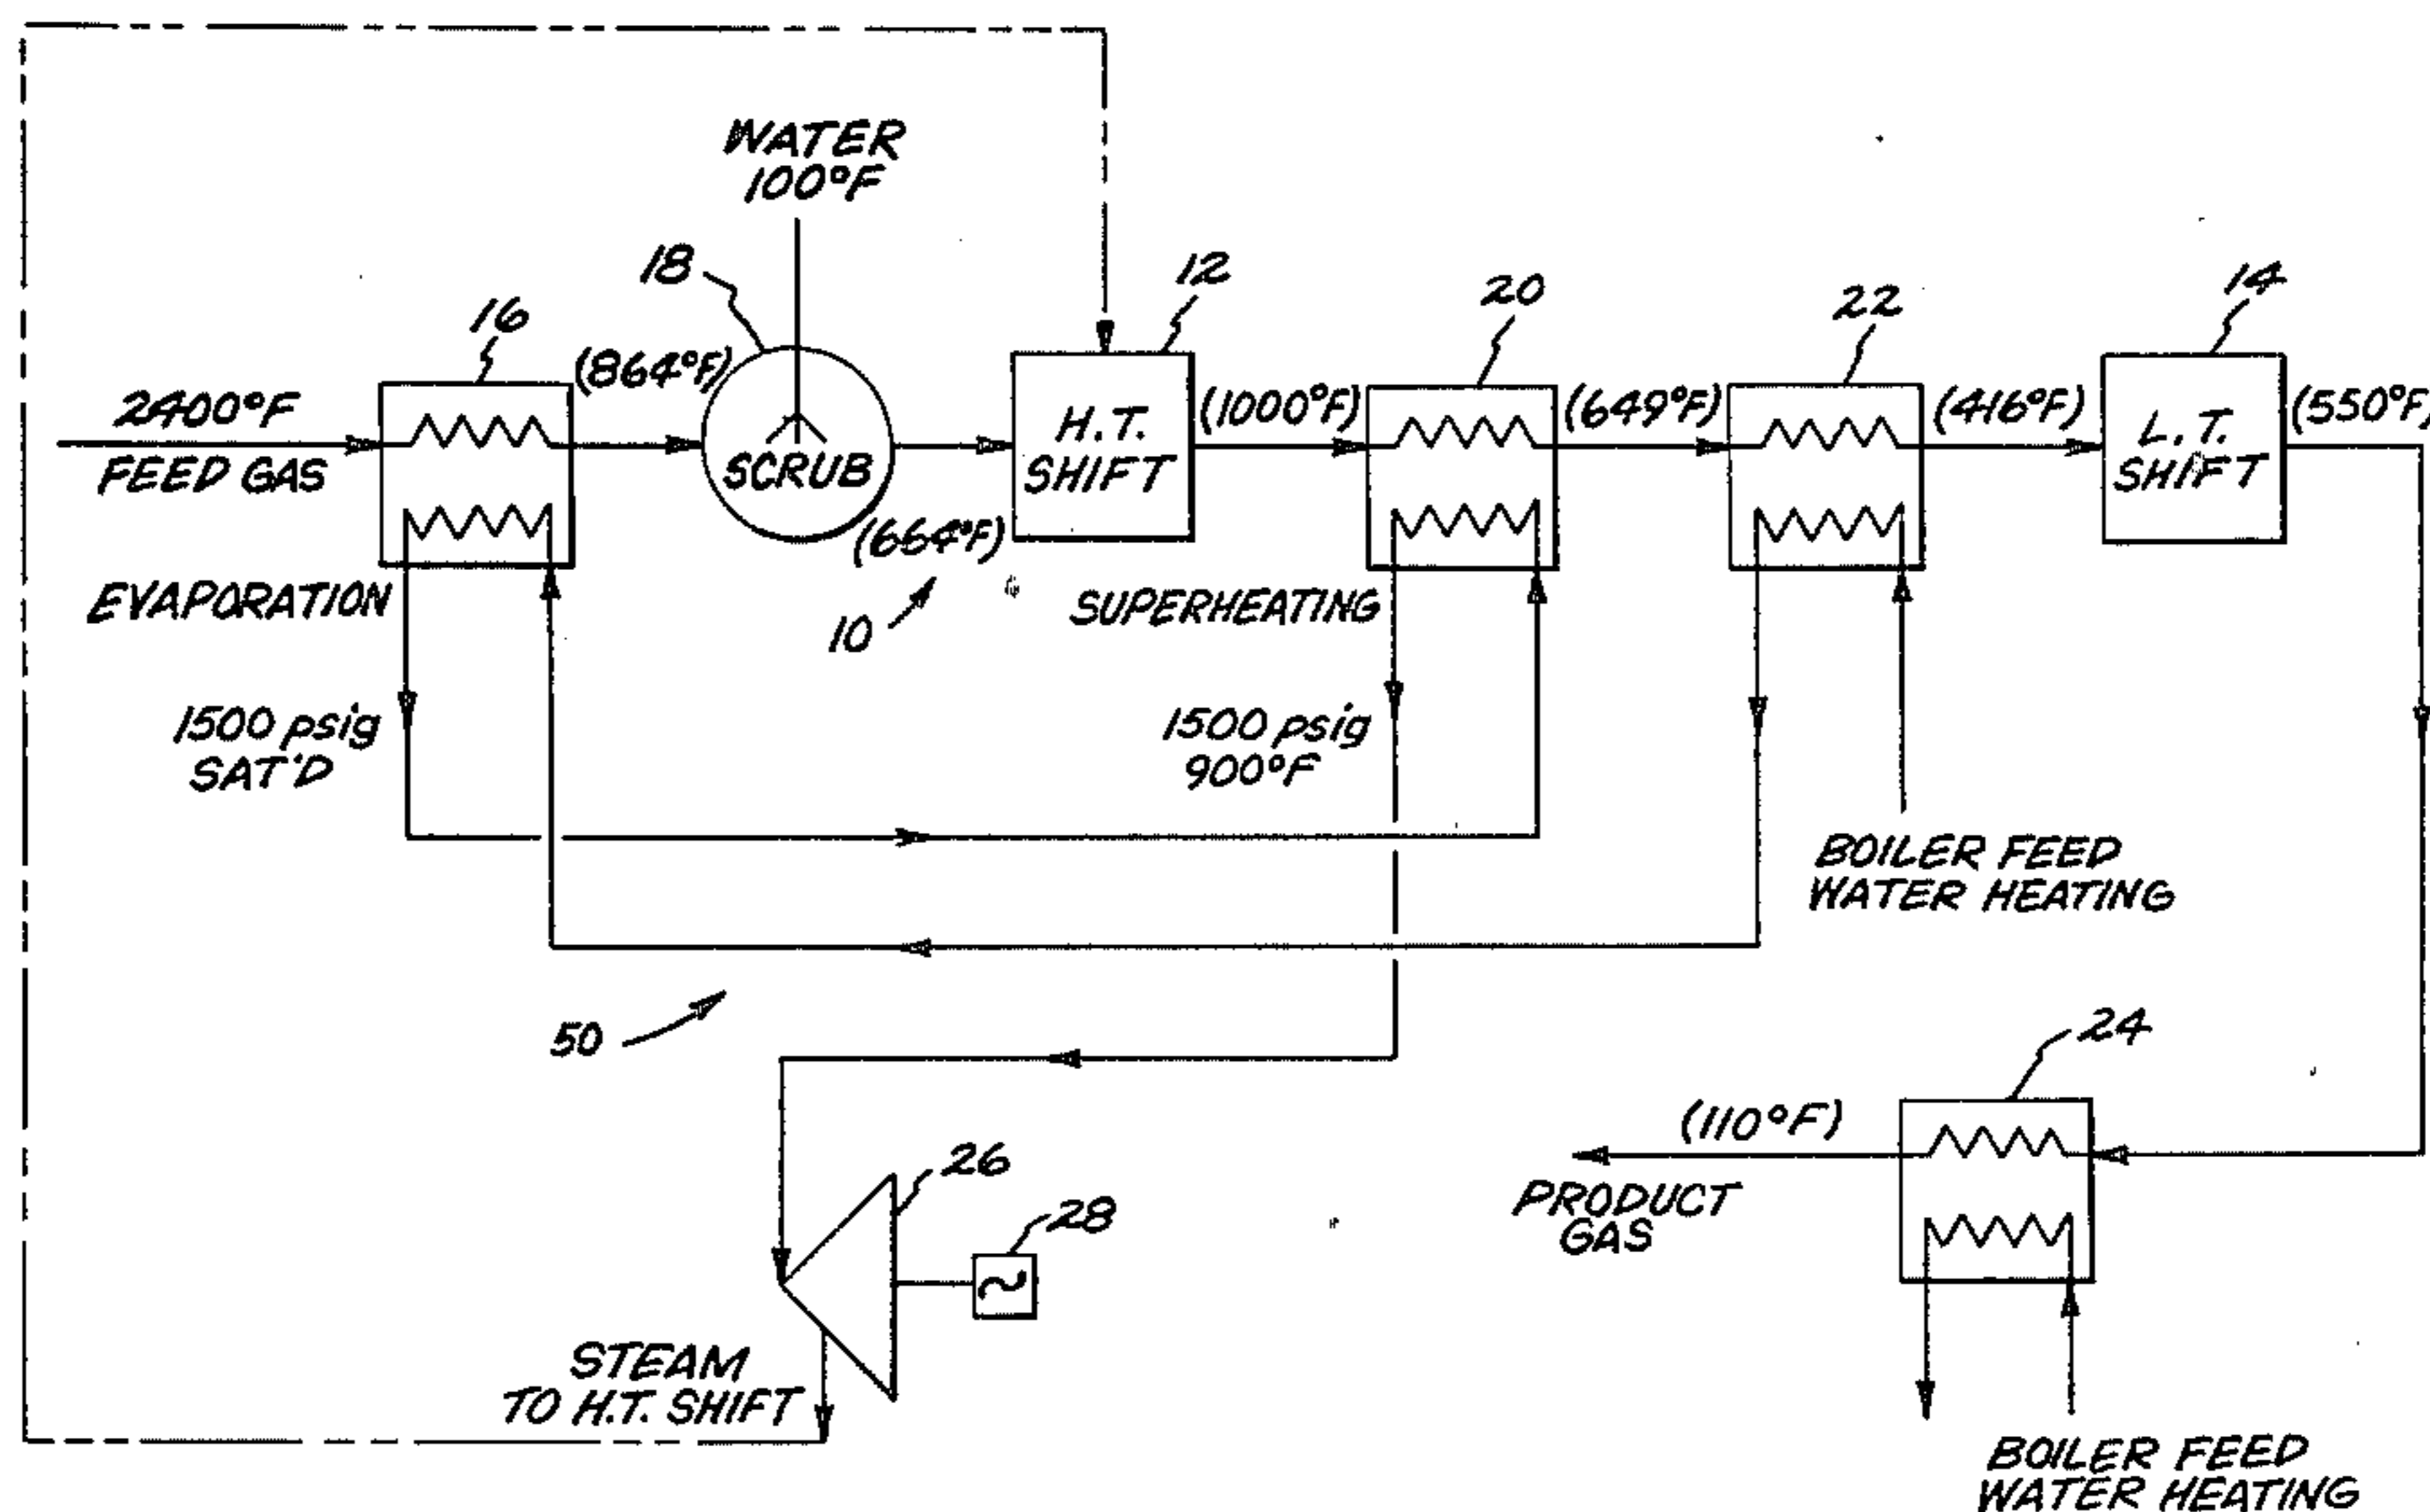 WATER
100°F
18
12
20
22
14
16
(864°F)
2400°F
FEED GAS
SCRUB
H.T.
SHIFT
(1000°F)
(649°F)
(416°F)
L.T.
SHIFT
(550°F)
(664°F)
EVAPORATION
10
SUPERHEATING
1500 psig
SAT'D
1500 psig
900°F
BOILER FEED
WATER HEATING
50
24
(110°F)
PRODUCT
GAS
26
28
STEAM
TO H.T. SHIFT
BOILER FEED
WATER HEATING